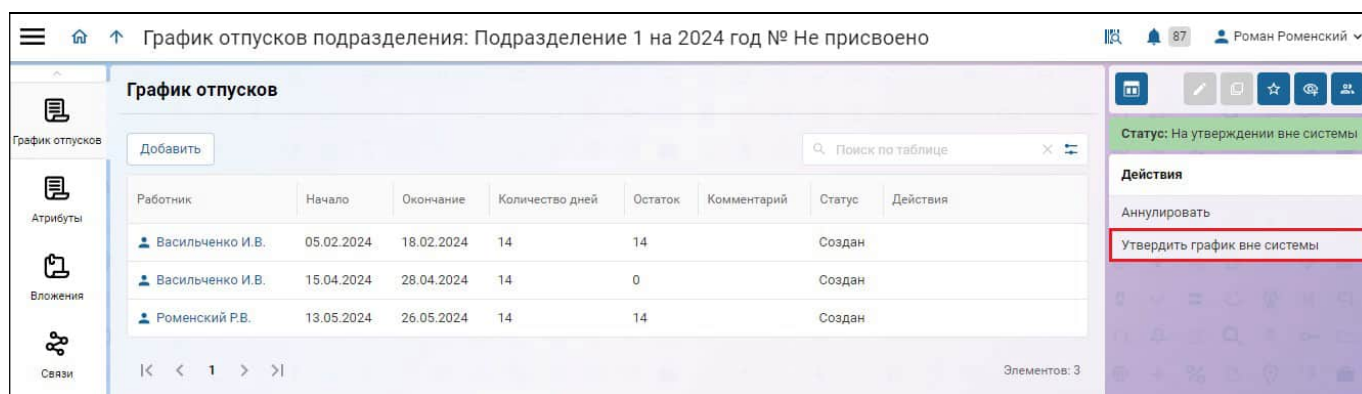 График отпусков подразделения: Подразделение 1 на 2024 год № Не присвоено
87 Роман Роменский
График отпусков
Атрибуты
Вложения
Связи
График отпусков
Добавить
Поиск по таблице
Работник Начало Окончание Количество дней Остаток Комментарий Статус Действия
Васильченко И.В. 05.02.2024 18.02.2024 14 14 Создан
Васильченко И.В. 15.04.2024 28.04.2024 14 0 Создан
Роменский Р.В. 13.05.2024 26.05.2024 14 14 Создан
1
Элементов: 3
Статус: На утверждении вне системы
Действия
Аннулировать
Утвердить график вне системы